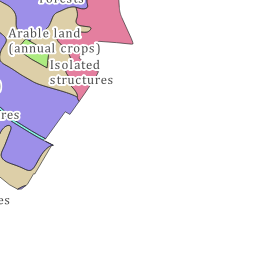 Forests
Arable land
(annual crops)
Isolated
structures
)
res
es